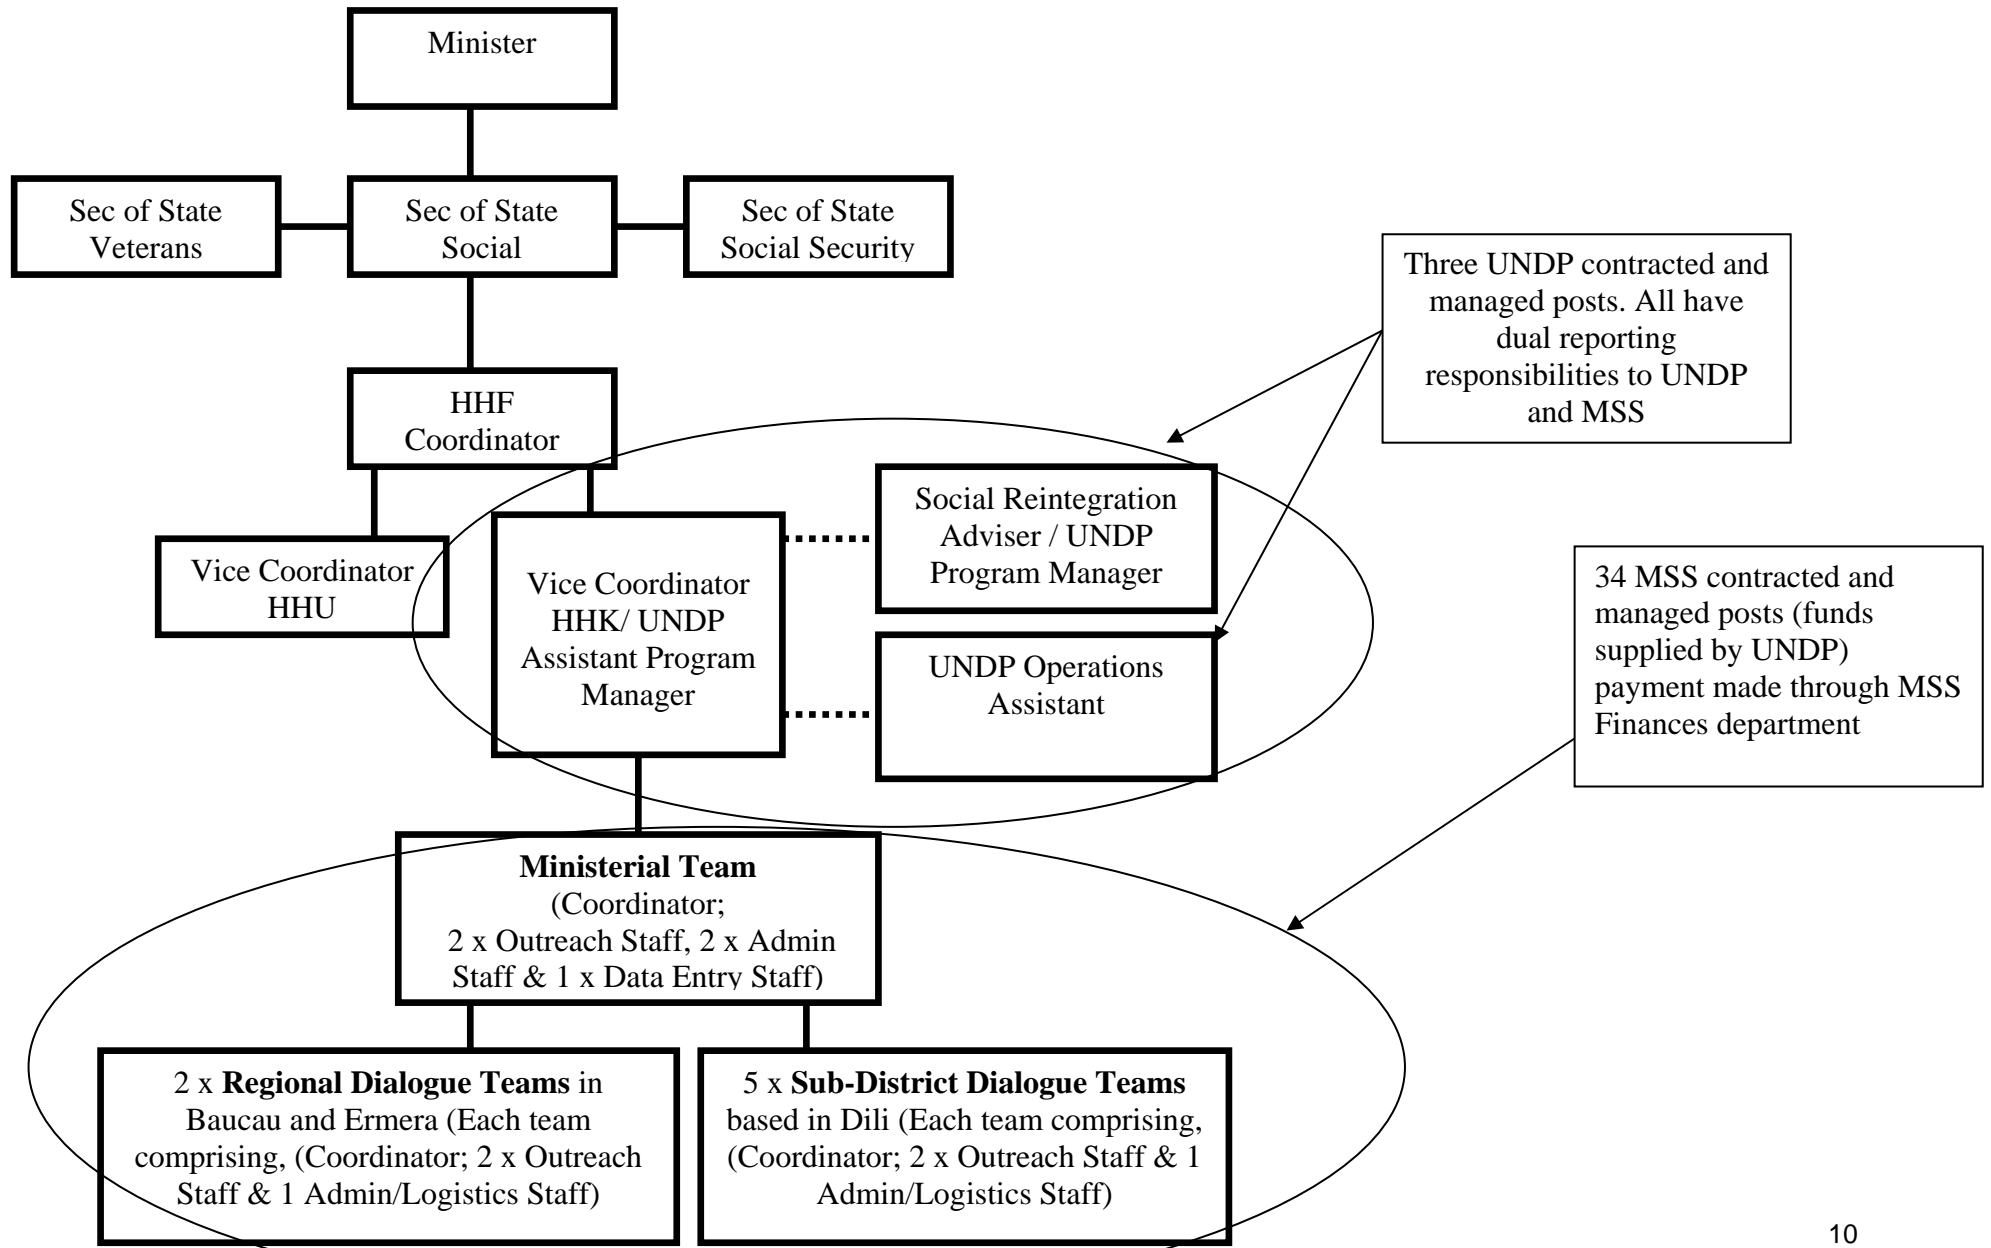 Minister
Sec of State
Veterans
Sec of State
Social
Sec of State
Social Security
Three UNDP contracted and
managed posts. All have
dual reporting
responsibilities to UNDP
and MSS
HHF
Coordinator
Social Reintegration
Adviser / UNDP
Program Manager
Vice Coordinator
HHU
Vice Coordinator
HHK/ UNDP
Assistant Program
Manager
34 MSS contracted and
managed posts (funds
supplied by UNDP)
payment made through MSS
Finances department
UNDP Operations
Assistant
Ministerial Team
(Coordinator;
2 x Outreach Staff, 2 x Admin
Staff & 1 x Data Entry Staff)
2 x Regional Dialogue Teams in
Baucau and Ermera (Each team
comprising, (Coordinator; 2 x Outreach
Staff & 1 Admin/Logistics Staff)
5 x Sub-District Dialogue Teams
based in Dili (Each team comprising,
(Coordinator; 2 x Outreach Staff & 1
Admin/Logistics Staff)
10